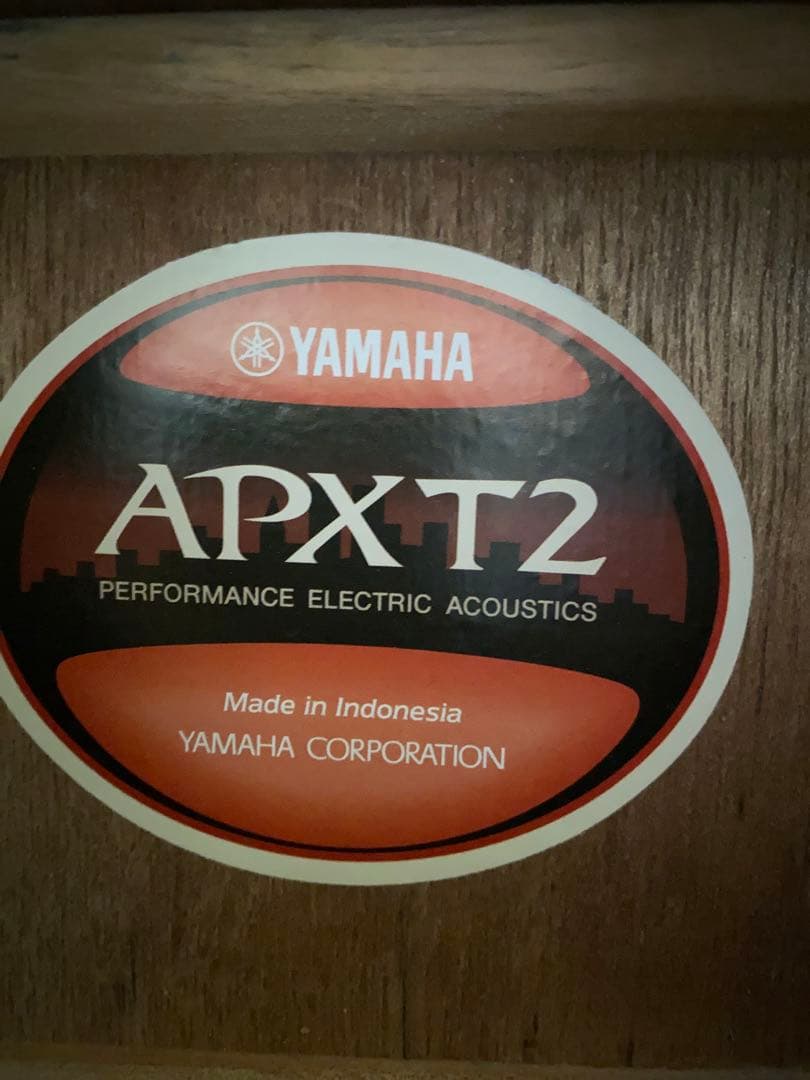 YAMAHA
APXT2
PERFORMANCE ELECTRIC ACOUSTICS
Made in Indonesia
YAMAHA CORPORATION